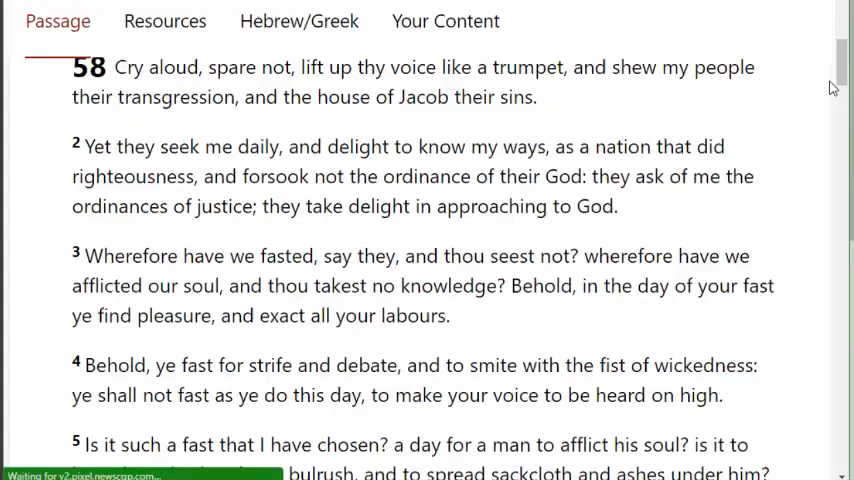 Passage Resources Hebrew/Greek Your Content
58 Cry aloud, spare not, lift up thy voice like a trumpet, and shew my people
their transgression, and the house of Jacob their sins.
2 Yet they seek me daily, and delight to know my ways, as a nation that did
righteousness, and forsook not the ordinance of their God: they ask of me the
ordinances of justice; they take delight in approaching to God.
3 Wherefore have we fasted, say they, and thou seest not? wherefore have we
afflicted our soul, and thou takest no knowledge? Behold, in the day of your fast
ye find pleasure, and exact all your labours.
4 Behold, ye fast for strife and debate, and to smite with the fist of wickedness:
ye shall not fast as ye do this day, to make your voice to be heard on high.
5 Is it such a fast that I have chosen? a day for a man to afflict his soul? is it to
bulrush, and to spread sackcloth and ashes under him?
Waiting for v2.pixel.newscgp.com...